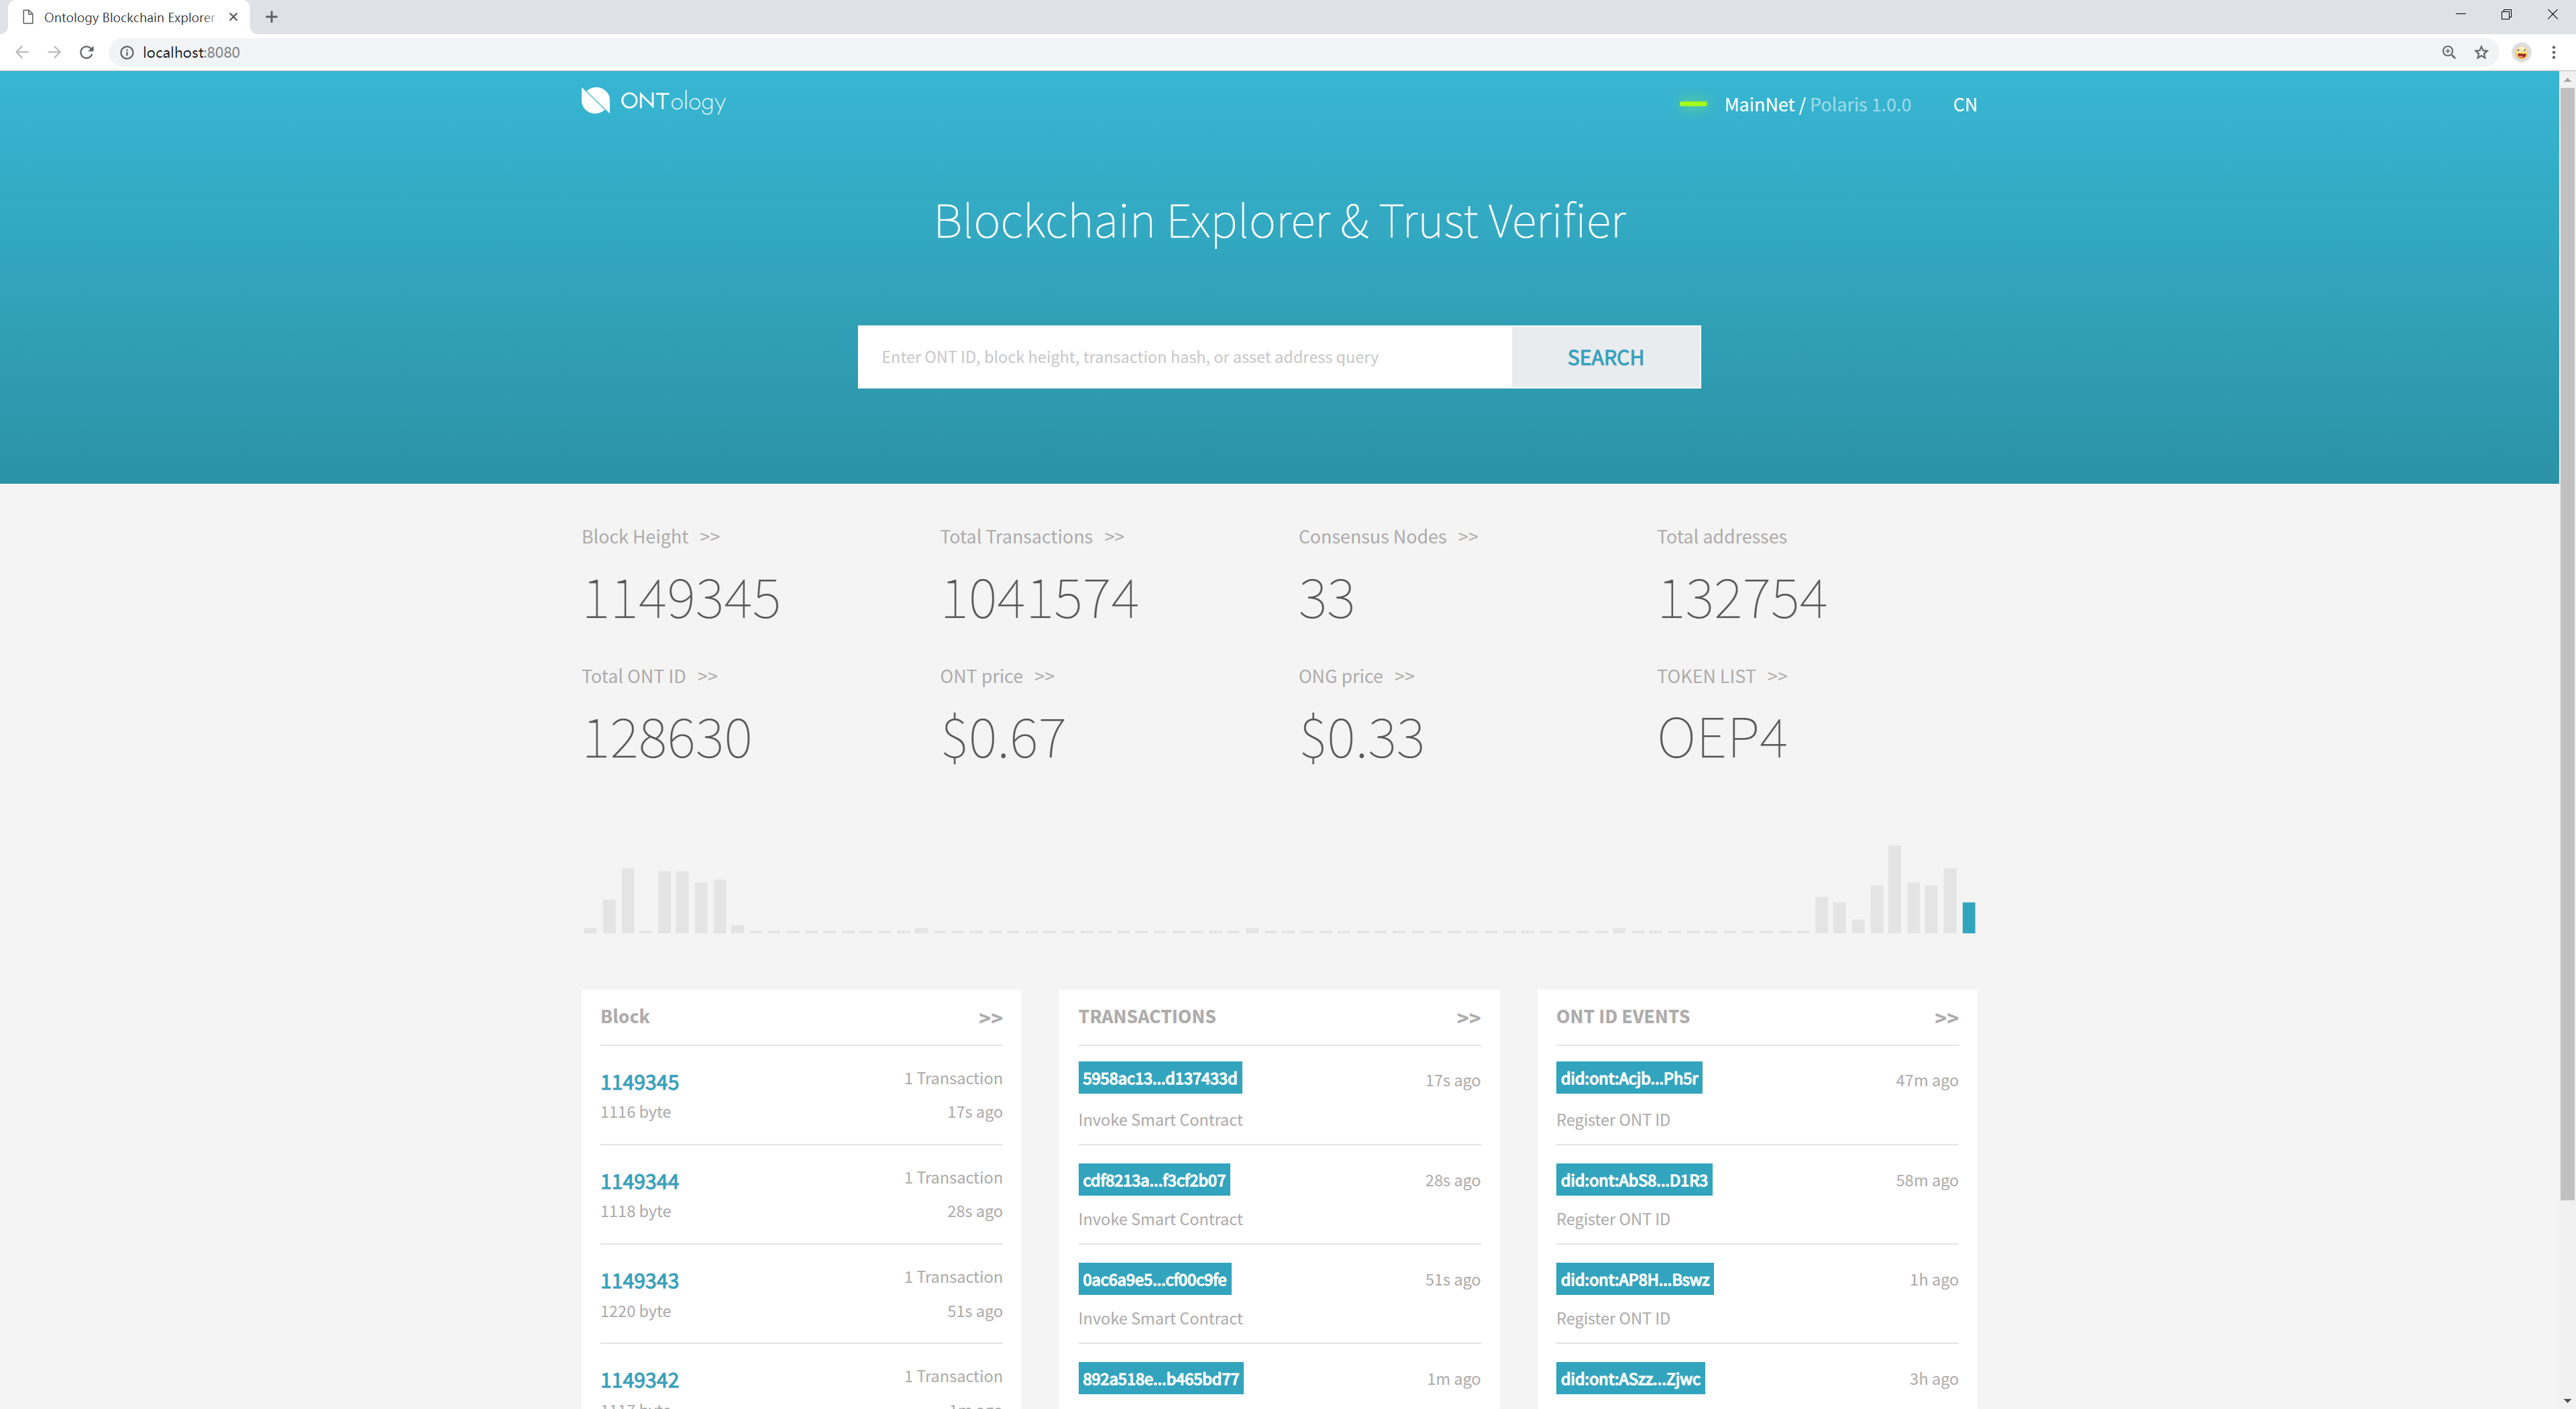 Ontology Blockchain Explorer
localhost:8080
ONTology
MainNet / Polaris 1.0.0 CN
Blockchain Explorer & Trust Verifier
Enter ONT ID, block height, transaction hash, or asset address query SEARCH
Block Height >> Total Transactions >> Consensus Nodes >> Total addresses
1149345 1041574 33 132754
Total ONT ID >> ONT price >> ONG price >> TOKEN LIST >>
128630 $0.67 $0.33 OEP4
Block >>
1149345 1 Transaction
1116 byte 17s ago
1149344 1 Transaction
1118 byte 28s ago
1149343 1 Transaction
1220 byte 51s ago
1149342 1 Transaction
TRANSACTIONS >>
5958ac13...d137433d 17s ago
Invoke Smart Contract
cdf8213a...f3cf2b07 28s ago
Invoke Smart Contract
0ac6a9e5...cf00c9fe 51s ago
Invoke Smart Contract
892a518e...b465bd77 1m ago
ONT ID EVENTS >>
did:ont:Acjb...Ph5r 47m ago
Register ONT ID
did:ont:AbS8...D1R3 58m ago
Register ONT ID
did:ont:AP8H...Bswz 1h ago
Register ONT ID
did:ont:ASzz...Zjwc 3h ago